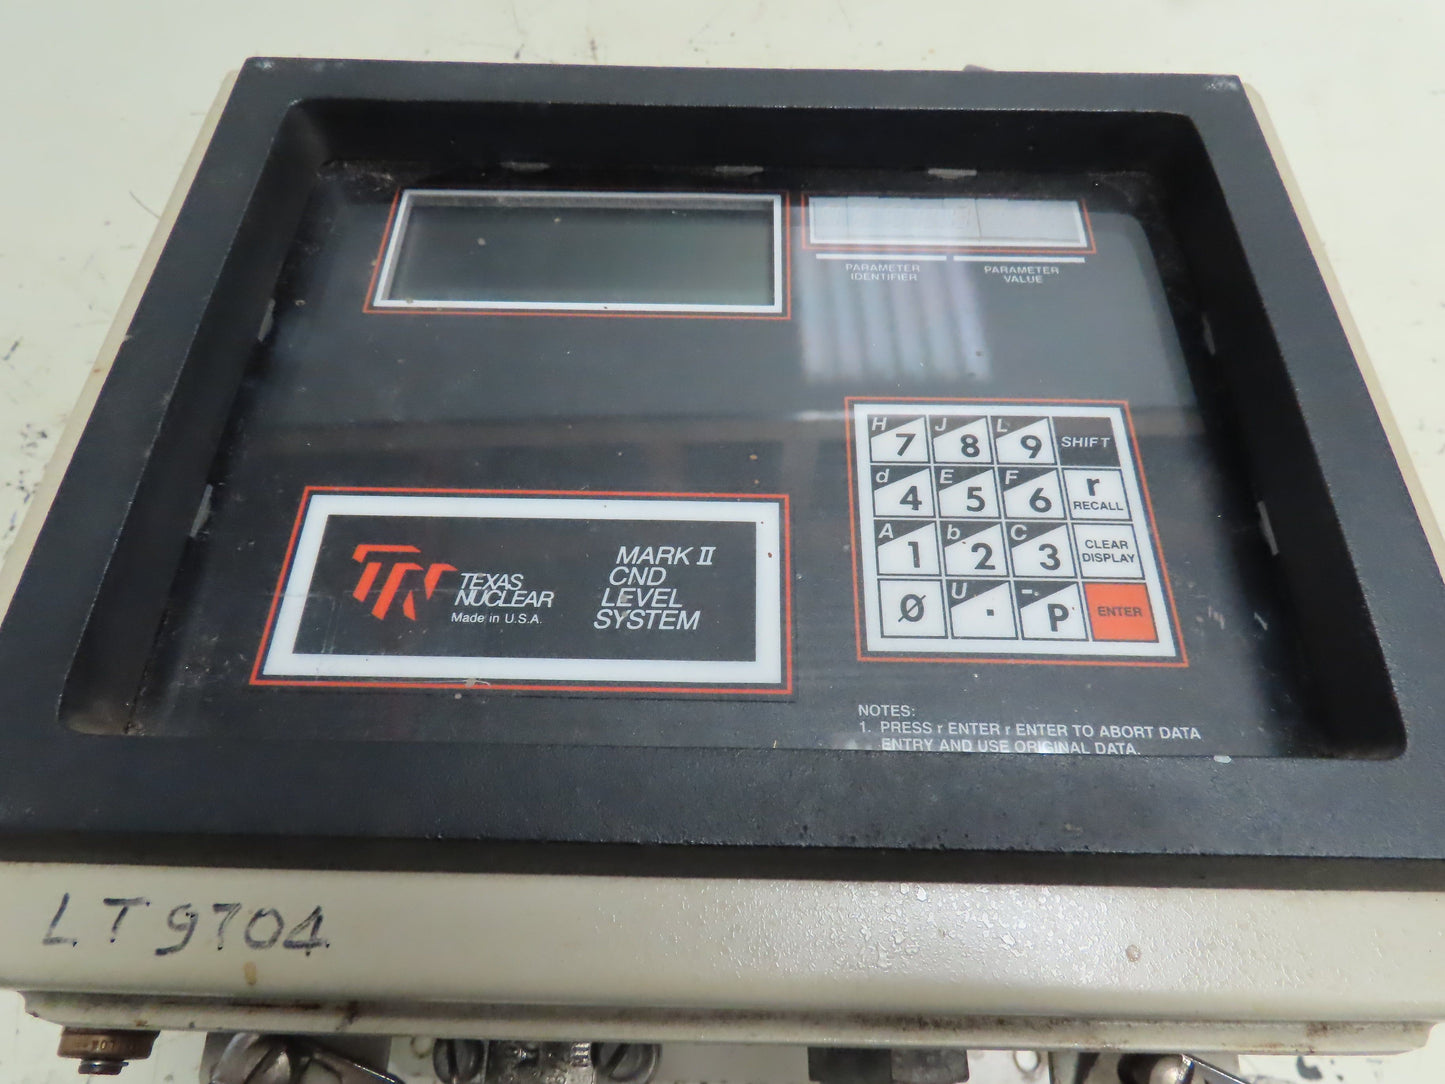 PARAMETER
IDENTIFIER
PARAMETER
VALUE
H 7 J 8 L 9 SHIFT
d 4 E 5 F 6 r RECALL
A 1 b 2 C 3 CLEAR DISPLAY
Ø U . -. P ENTER
TN TEXAS
NUCLEAR
Made in U.S.A.
MARK II
CND
LEVEL
SYSTEM
NOTES:
1. PRESS r ENTER r ENTER TO ABORT DATA
ENTRY AND USE ORIGINAL DATA.
LT9704